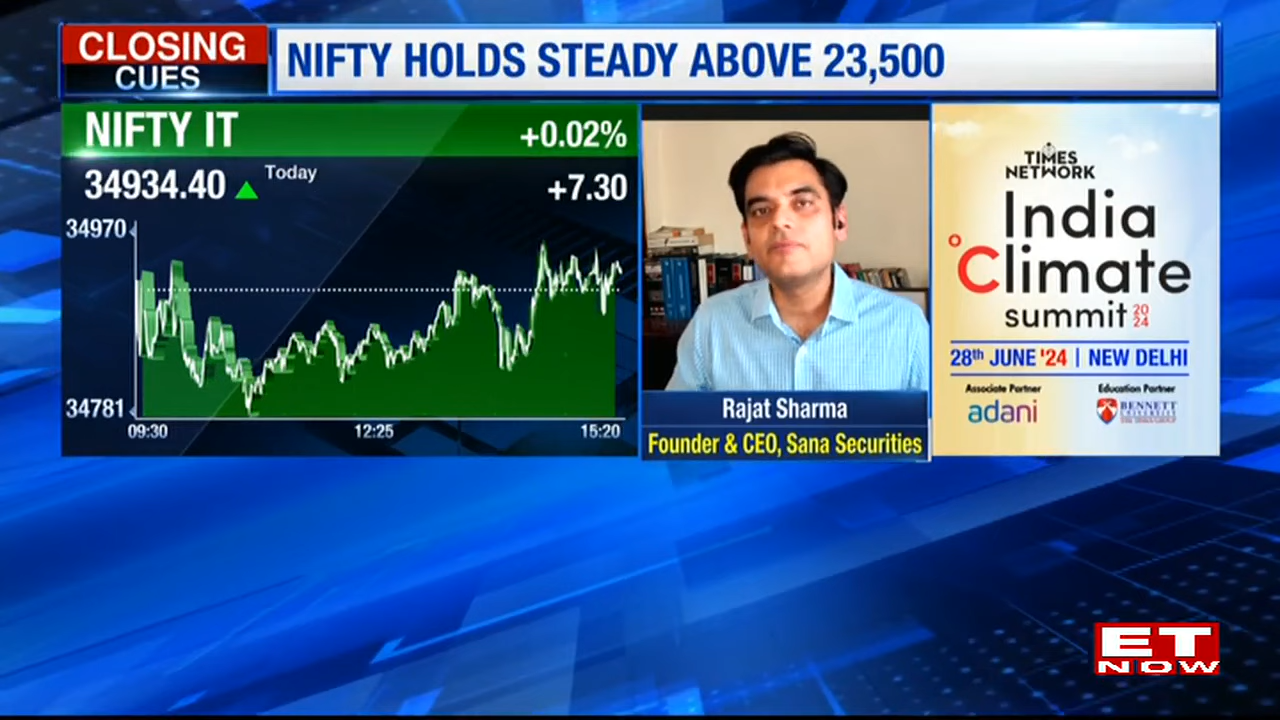 CLOSING
CUES
NIFTY HOLDS STEADY ABOVE 23,500
NIFTY IT
+0.02%
34934.40
Today
+7.30
34970
34781
09:30
12:25
15:20
Rajat Sharma
Founder & CEO, Sana Securities
TIMES
NETWORK
India
°Climate
summit 2024
28th JUNE '24 | NEW DELHI
Associate Partner
adani
Education Partner
BENNETT
UNIVERSITY
ET
NOW